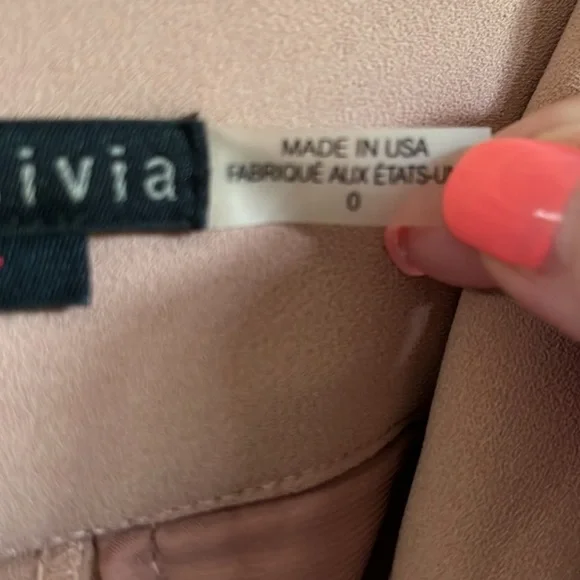 ivia
MADE IN USA
FABRIQUÉ AUX ÉTATS-U
0